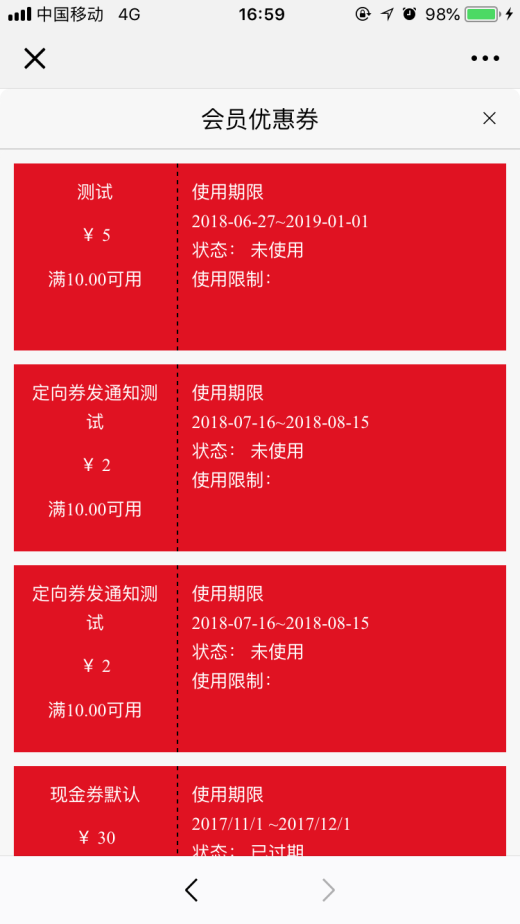 中国移动 4G 16:59 98%
会员优惠券
测试
¥ 5
满10.00可用
使用期限
2018-06-27~2019-01-01
状态： 未使用
使用限制：
定向券发通知测
试
¥ 2
满10.00可用
使用期限
2018-07-16~2018-08-15
状态： 未使用
使用限制：
定向券发通知测
试
¥ 2
满10.00可用
使用期限
2018-07-16~2018-08-15
状态： 未使用
使用限制：
现金券默认
¥ 30
使用期限
2017/11/1 ~2017/12/1
状态： 已过期